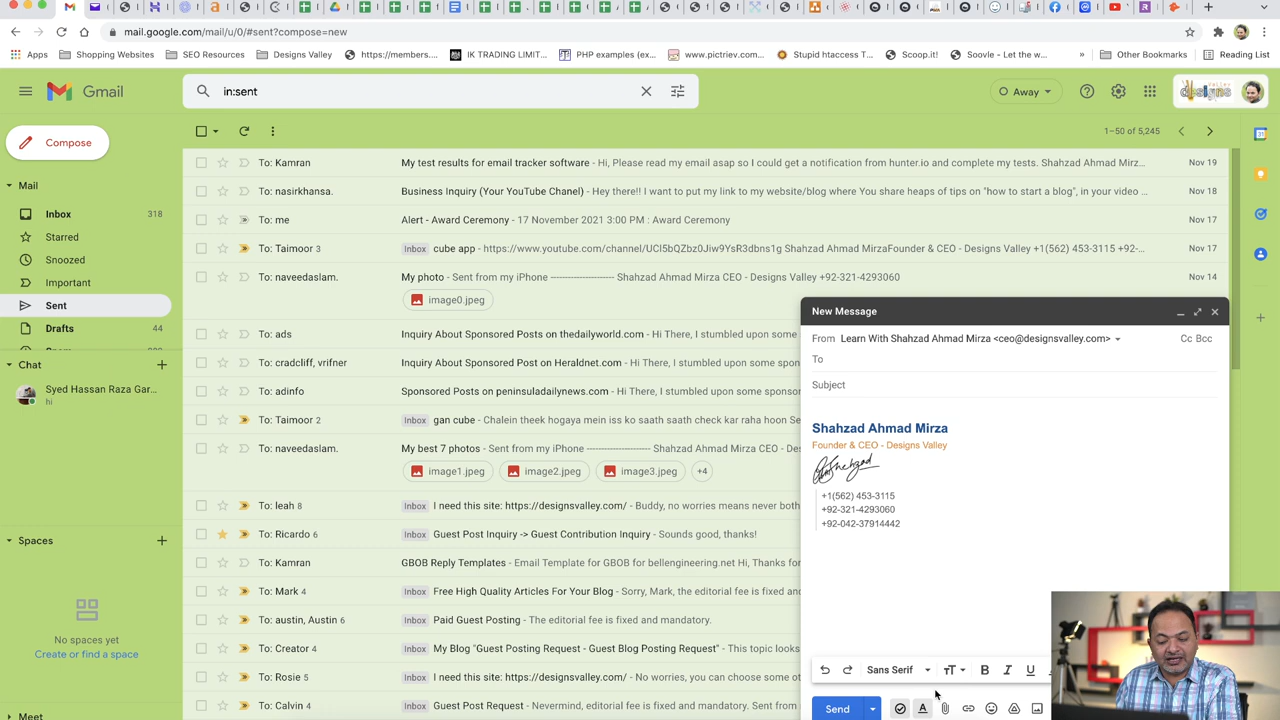 mail.google.com/mail/u/0/#sent?compose=new
Apps Shopping Websites SEO Resources Designs Valley https://members.... IK TRADING LIMIT... PHP examples (ex... www.pictriev.com... Stupid htaccess T... Scoop.it! Soovle - Let the w... » Other Bookmarks Reading List
Gmail in:sent Away designs
Compose 1–50 of 5,245
Mail
Inbox 318
Starred
Snoozed
Important
Sent
Drafts 44
Chat
Syed Hassan Raza Gar...
hi
Spaces
No spaces yet
Create or find a space
Meet
To: Kamran My test results for email tracker software - Hi, Please read my email asap so I could get a notification from hunter.io and complete my tests. Shahzad Ahmad Mirz... Nov 19
To: nasirkhansa. Business Inquiry (Your YouTube Chanel) - Hey there!! I want to put my link to my website/blog where You share heaps of tips on "how to start a blog", in your video ... Nov 18
To: me Alert - Award Ceremony - 17 November 2021 3:00 PM : Award Ceremony Nov 17
To: Taimoor 3 Inbox cube app - https://www.youtube.com/channel/UCl5bQZbz0Jiw9YsR3dbns1g Shahzad Ahmad MirzaFounder & CEO - Designs Valley +1(562) 453-3115 +92-... Nov 17
To: naveedaslam. My photo - Sent from my iPhone ---------------------- Shahzad Ahmad Mirza CEO - Designs Valley +92-321-4293060 Nov 14
image0.jpeg
To: ads Inquiry About Sponsored Posts on thedailyworld.com - Hi There, I stumbled upon some
To: cradcliff, vrifner Inquiry About Sponsored Post on Heraldnet.com - Hi There, I stumbled upon some spo
To: adinfo Sponsored Posts on peninsuladailynews.com - Hi There, I stumbled upon some spon
To: Taimoor 2 Inbox gan cube - Chalein theek hogaya mein iss ko saath saath check kar raha hoon Se
To: naveedaslam. My best 7 photos - Sent from my iPhone ---------------------- Shahzad Ahmad Mirza CEO - Des
image1.jpeg image2.jpeg image3.jpeg +4
To: leah 8 Inbox I need this site: https://designsvalley.com/ - Buddy, no worries means never both
To: Ricardo 6 Inbox Guest Post Inquiry -> Guest Contribution Inquiry - Sounds good, thanks!
To: Kamran GBOB Reply Templates - Email Template for GBOB for bellengineering.net Hi, Thanks for
To: Mark 4 Inbox Free High Quality Articles For Your Blog - Sorry, Mark, the editorial fee is fixed and
To: austin, Austin 6 Inbox Paid Guest Posting - The editorial fee is fixed and mandatory.
To: Creator 4 Inbox My Blog "Guest Posting Request - Guest Blog Posting Request" - This topic looks
To: Rosie 5 Inbox I need this site: https://designsvalley.com/ - No worries, you can choose some ot
To: Calvin 4 Inbox Guest Post Request - Nevermind, editorial fee is fixed and mandatory. Sent from
New Message
From Learn With Shahzad Ahmad Mirza <ceo@designsvalley.com> Cc Bcc
To
Subject
Shahzad Ahmad Mirza
Founder & CEO - Designs Valley
Shahzad
+1(562) 453-3115
+92-321-4293060
+92-042-37914442
Sans Serif B I U
Send